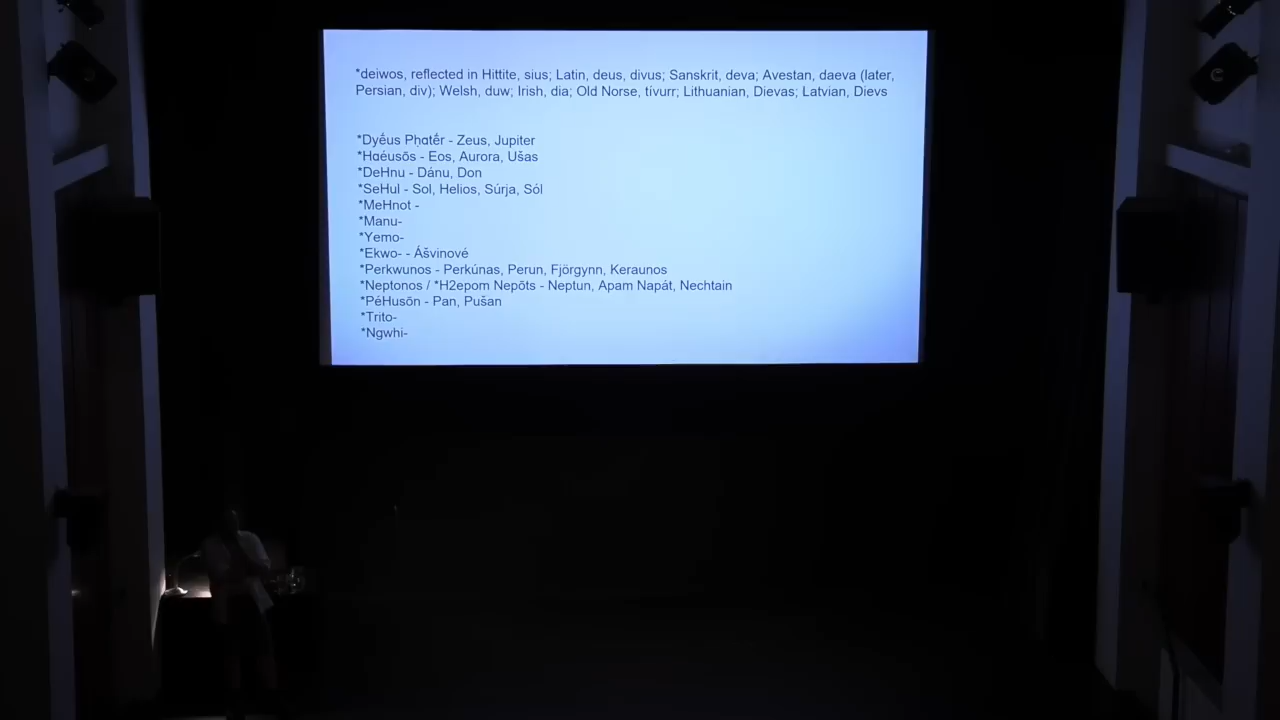 *deiwos, reflected in Hittite, sius; Latin, deus, divus; Sanskrit, deva; Avestan, daeva (later,
Persian, div); Welsh, duw; Irish, dia; Old Norse, tívurr; Lithuanian, Dievas; Latvian, Dievs
*Dyḗus Pḥatḗr - Zeus, Jupiter
*Haéusōs - Eos, Aurora, Ušas
*DeHnu - Dánu, Don
*SeHul - Sol, Helios, Súrja, Sól
*MeHnot -
*Manu-
*Yemo-
*Ekwo- - Ášvinové
*Perkwunos - Perkúnas, Perun, Fjörgynn, Keraunos
*Neptonos / *H2epom Nepōts - Neptun, Apam Napát, Nechtain
*PéHusōn - Pan, Pušan
*Trito-
*Ngwhi-